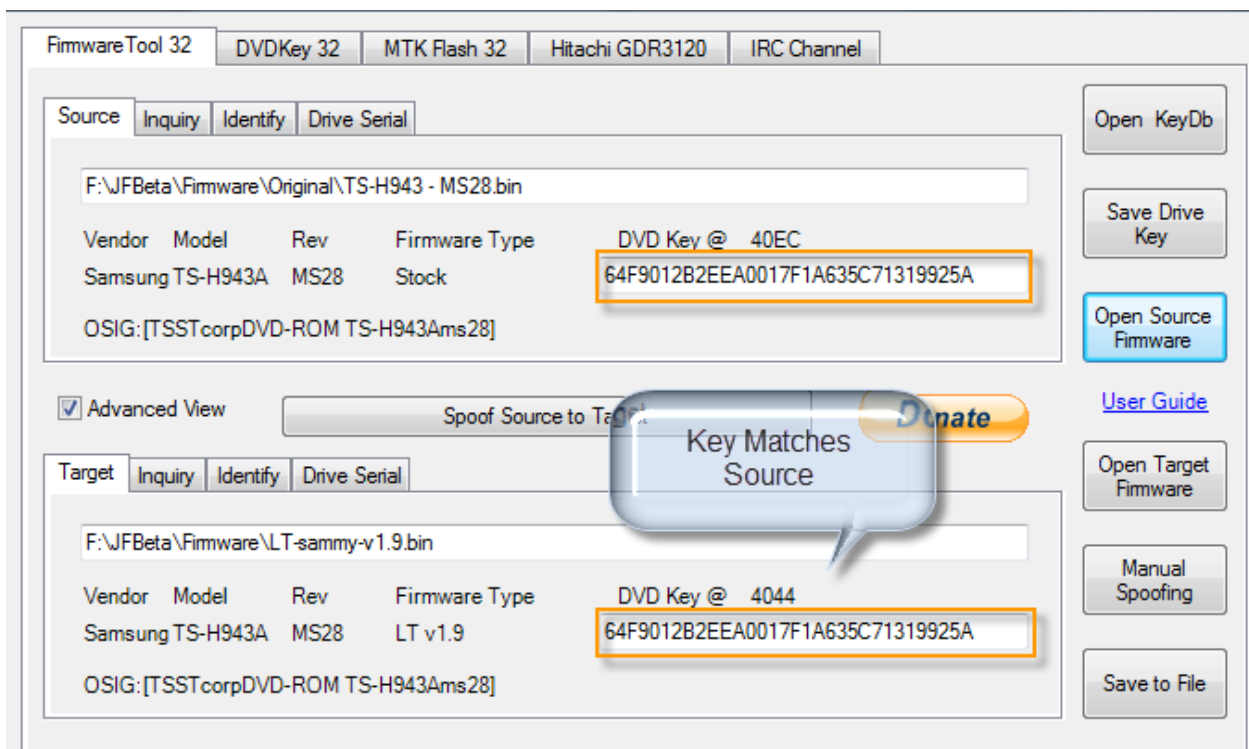 FirmwareTool 32 DVDKey 32 MTK Flash 32 Hitachi GDR3120 IRC Channel
Source Inquiry Identify Drive Serial
Open KeyDb
F:\JFBeta\Firmware\Original\TS-H943 - MS28.bin
Save Drive
Key
Vendor Model Rev Firmware Type DVD Key @ 40EC
Samsung TS-H943A MS28 Stock 64F9012B2EEA0017F1A635C71319925A
OSIG:[TSSTcorpDVD-ROM TS-H943Ams28]
Open Source
Firmware
Advanced View Spoof Source to Target Donate
User Guide
Key Matches
Source
Target Inquiry Identify Drive Serial
Open Target
Firmware
F:\JFBeta\Firmware\LT-sammy-v1.9.bin
Manual
Spoofing
Vendor Model Rev Firmware Type DVD Key @ 4044
Samsung TS-H943A MS28 LT v1.9 64F9012B2EEA0017F1A635C71319925A
OSIG:[TSSTcorpDVD-ROM TS-H943Ams28]
Save to File